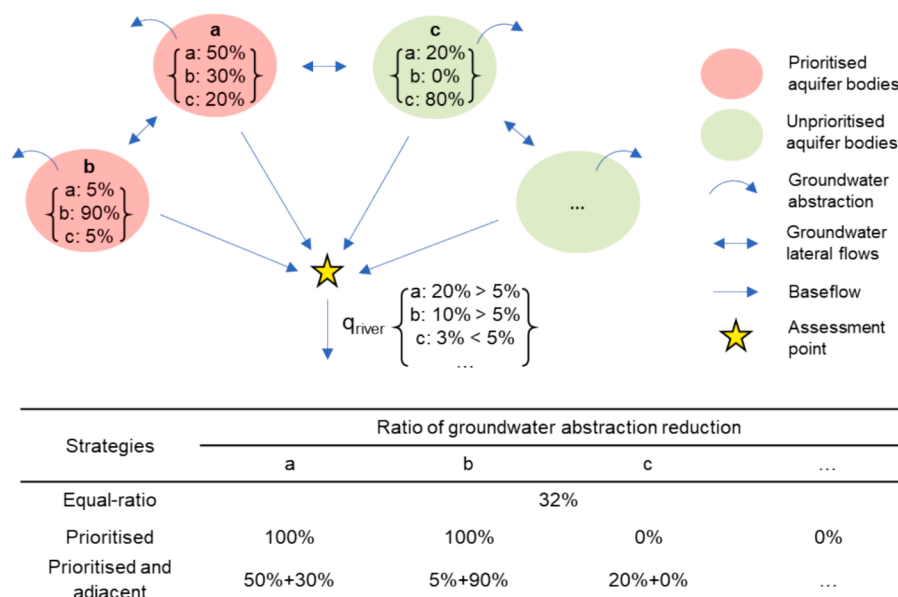 a
a: 50%
b: 30%
c: 20%
c
a: 20%
b: 0%
c: 80%
b
a: 5%
b: 90%
c: 5%
...
q_river
a: 20% > 5%
b: 10% > 5%
c: 3% < 5%
...
Prioritised
aquifer bodies
Unprioritised
aquifer bodies
Groundwater
abstraction
Groundwater
lateral flows
Baseflow
Assessment
point
Strategies
Ratio of groundwater abstraction reduction
a b c ...
Equal-ratio 32%
Prioritised 100% 100% 0% 0%
Prioritised and
adjacent 50%+30% 5%+90% 20%+0% ...